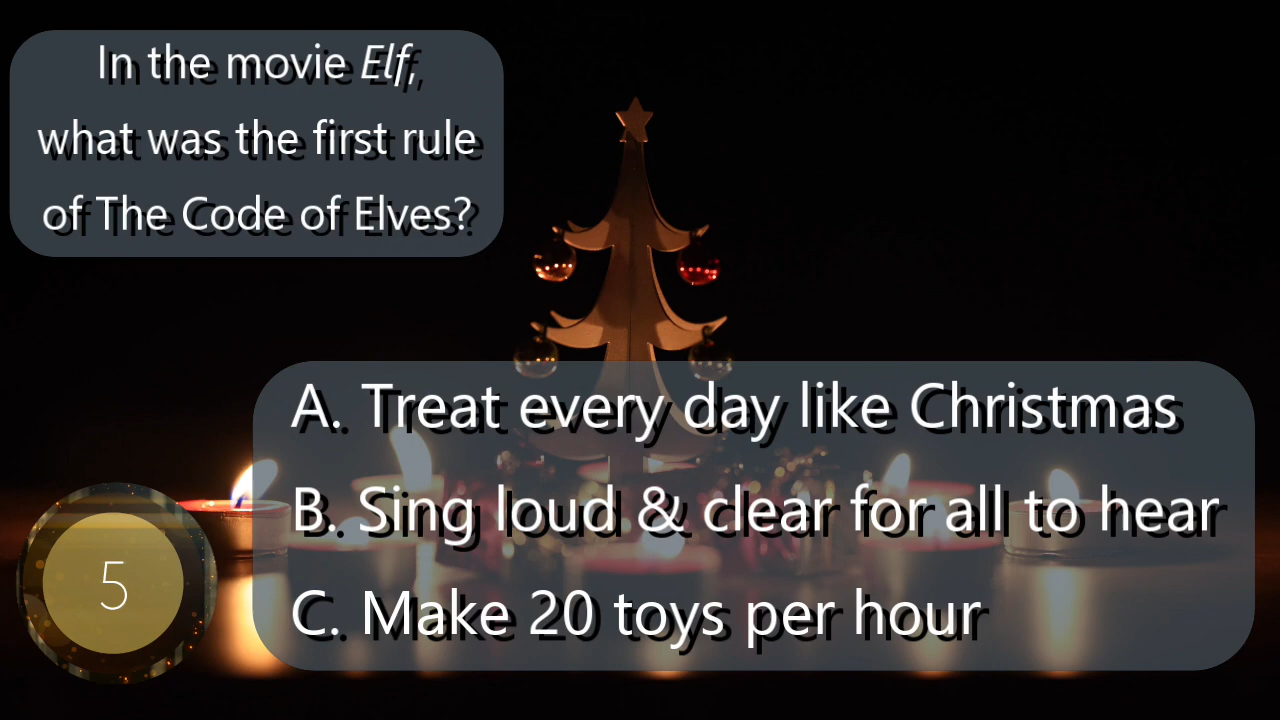 In the movie Elf,
what was the first rule
of The Code of Elves?
A. Treat every day like Christmas
B. Sing loud & clear for all to hear
C. Make 20 toys per hour
5